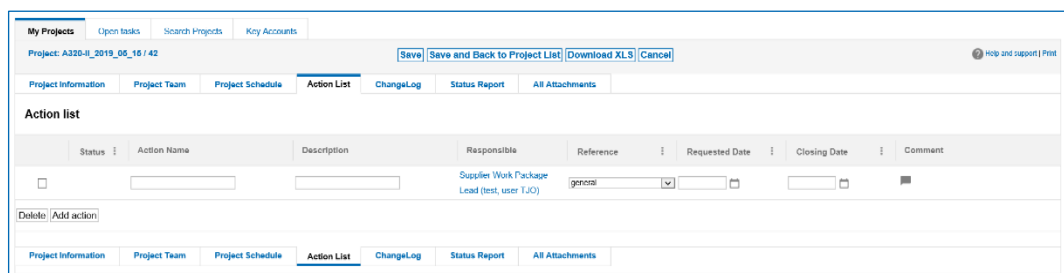 My Projects Open tasks Search Projects Key Accounts
Project: A320-II_2019_05_15 / 42 Save Save and Back to Project List Download XLS Cancel Help and support | Print
Project Information Project Team Project Schedule Action List ChangeLog Status Report All Attachments
Action list
Status Action Name Description Responsible Reference Requested Date Closing Date Comment
Supplier Work Package
Lead (test, user TJO)
general
Delete Add action
Project Information Project Team Project Schedule Action List ChangeLog Status Report All Attachments